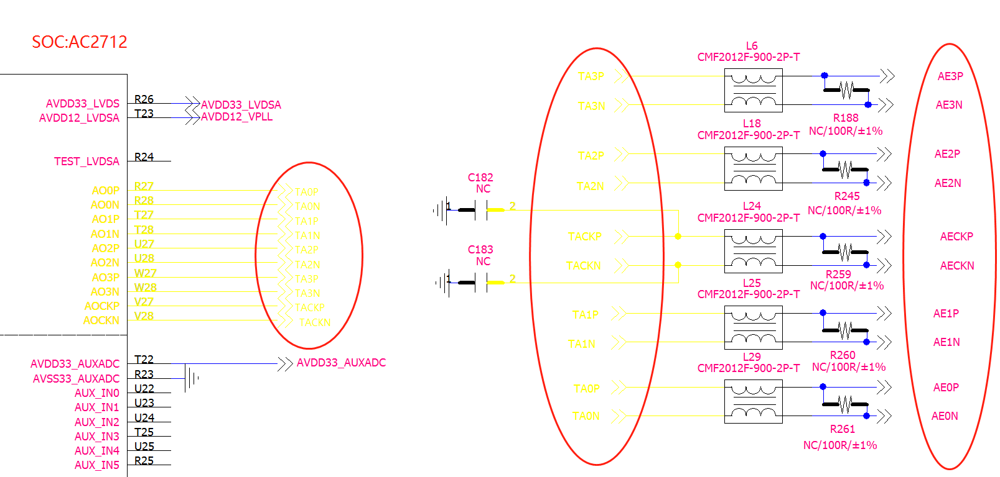 SOC:AC2712
AVDD33_LVDS R26 AVDD33_LVDSA
AVDD12_LVDSA T23 AVDD12_VPLL
TEST_LVDSA R24
AO0P R27 TA0P
AO0N R28 TA0N
AO1P T27 TA1P
AO1N T28 TA1N
AO2P U27 TA2P
AO2N U28 TA2N
AO3P W27 TA3P
AO3N W28 TA3N
AOCKP V27 TACKP
AOCKN V28 TACKN
AVDD33_AUXADC T22 AVDD33_AUXADC
AVSS33_AUXADC R23
AUX_IN0 U22
AUX_IN1 U23
AUX_IN2 U24
AUX_IN3 T25
AUX_IN4 U25
AUX_IN5 R25
C182
NC
1 2
C183
NC
1 2
L6
CMF2012F-900-2P-T
TA3P AE3P
TA3N AE3N
R188
NC/100R/±1%
L18
CMF2012F-900-2P-T
TA2P AE2P
TA2N AE2N
R245
NC/100R/±1%
L24
CMF2012F-900-2P-T
TACKP AECKP
TACKN AECKN
R259
NC/100R/±1%
L25
CMF2012F-900-2P-T
TA1P AE1P
TA1N AE1N
R260
NC/100R/±1%
L29
CMF2012F-900-2P-T
TA0P AE0P
TA0N AE0N
R261
NC/100R/±1%